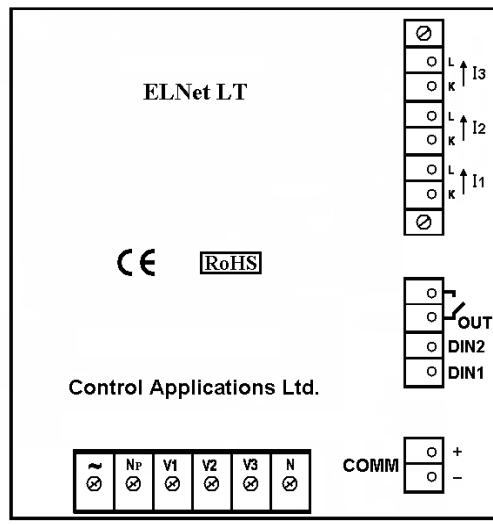 ELNet LT
L
I3
K
L
I2
K
L
I1
K
CE
RoHS
OUT
DIN2
DIN1
Control Applications Ltd.
~ NP V1 V2 V3 N
COMM
+
−